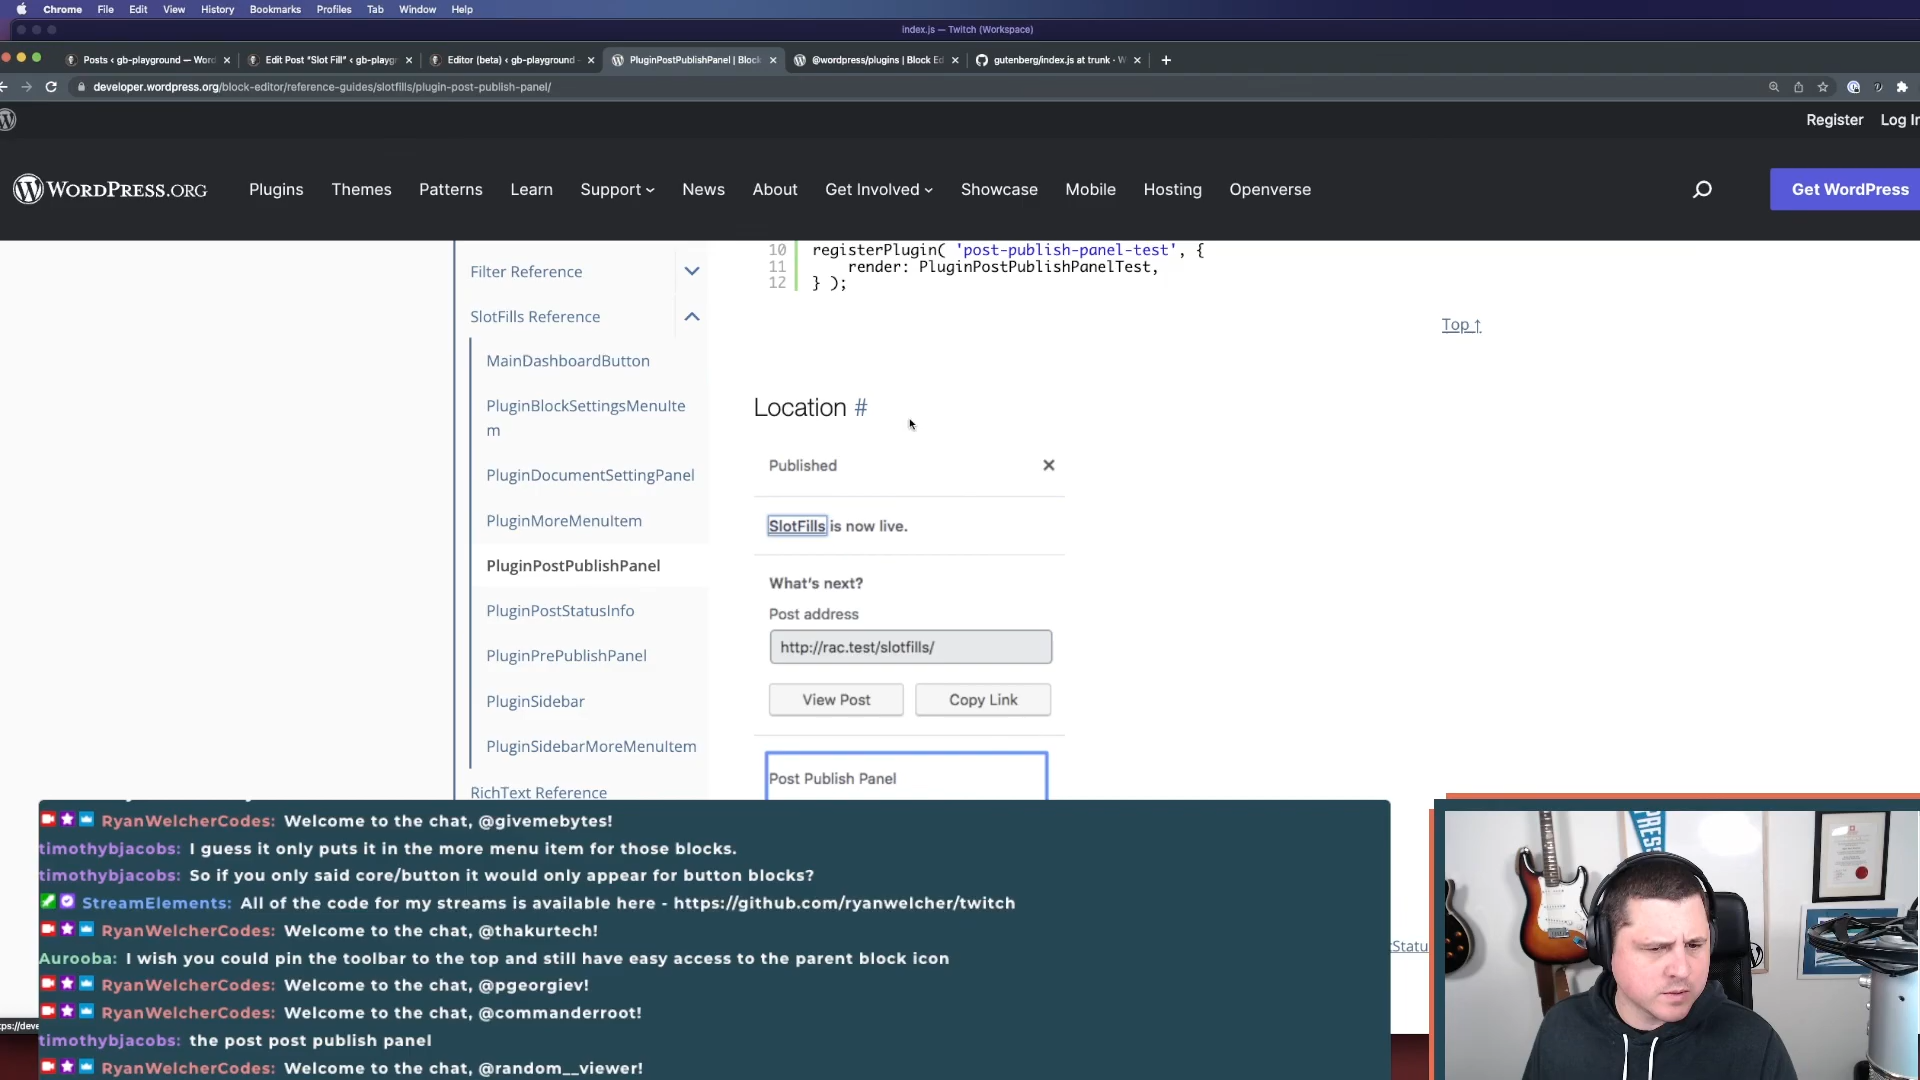 Chrome File Edit View History Bookmarks Profiles Tab Window Help
index.js — Twitch (Workspace)
Posts ‹ gb-playground — Word
Edit Post "Slot Fill" ‹ gb-playg
Editor (beta) ‹ gb-playground
PluginPostPublishPanel | Block
@wordpress/plugins | Block Ed
gutenberg/index.js at trunk · W
developer.wordpress.org/block-editor/reference-guides/slotfills/plugin-post-publish-panel/
Register Log In
WORDPRESS.ORG Plugins Themes Patterns Learn Support News About Get Involved Showcase Mobile Hosting Openverse Get WordPress
Filter Reference
SlotFills Reference
MainDashboardButton
PluginBlockSettingsMenuIte
m
PluginDocumentSettingPanel
PluginMoreMenuItem
PluginPostPublishPanel
PluginPostStatusInfo
PluginPrePublishPanel
PluginSidebar
PluginSidebarMoreMenuItem
RichText Reference
10 registerPlugin( 'post-publish-panel-test', {
11 render: PluginPostPublishPanelTest,
12 } );
Top ↑
Location #
Published
SlotFills is now live.
What's next?
Post address
http://rac.test/slotfills/
View Post Copy Link
Post Publish Panel
RyanWelcherCodes: Welcome to the chat, @givemebytes!
timothybjacobs: I guess it only puts it in the more menu item for those blocks.
timothybjacobs: So if you only said core/button it would only appear for button blocks?
StreamElements: All of the code for my streams is available here - https://github.com/ryanwelcher/twitch
RyanWelcherCodes: Welcome to the chat, @thakurtech!
Aurooba: I wish you could pin the toolbar to the top and still have easy access to the parent block icon
RyanWelcherCodes: Welcome to the chat, @pgeorgiev!
RyanWelcherCodes: Welcome to the chat, @commanderroot!
timothybjacobs: the post post publish panel
RyanWelcherCodes: Welcome to the chat, @random__viewer!